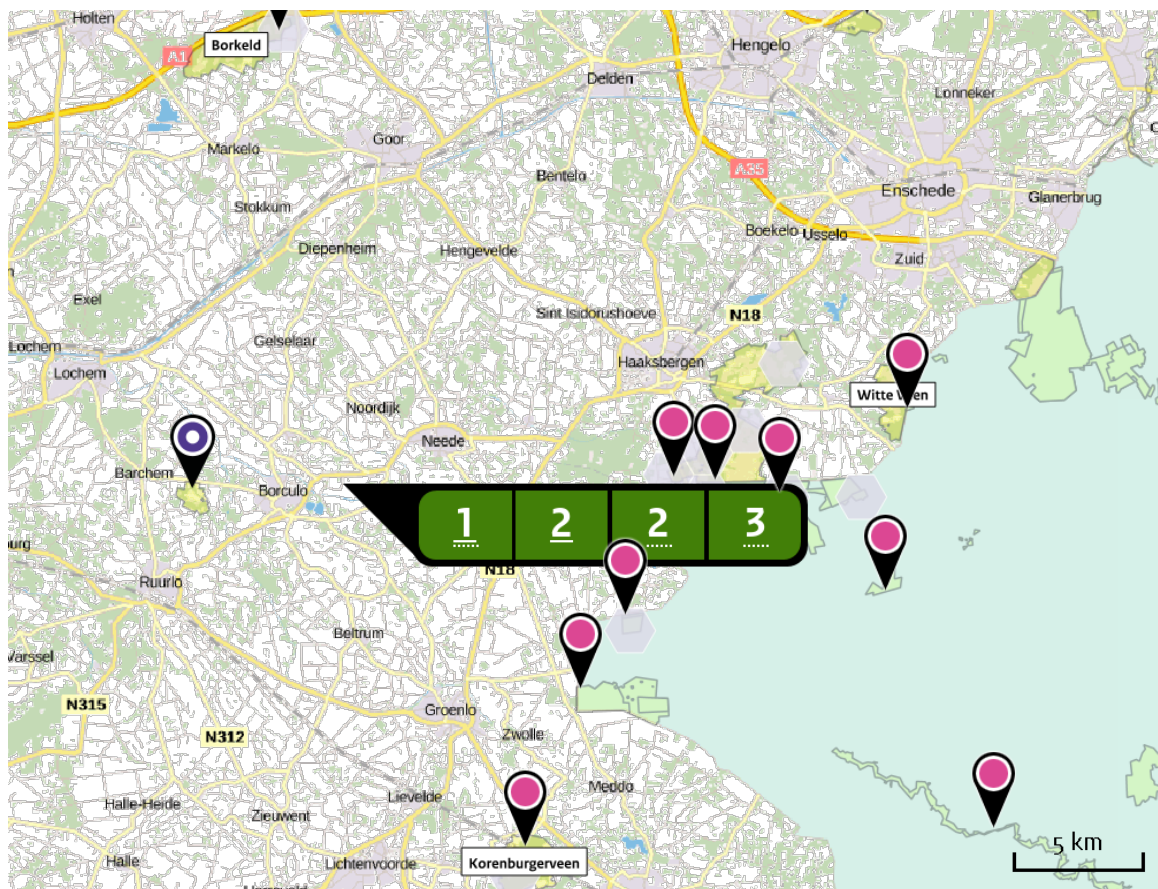 Holten
Hengelo
Borkeld
A1
Delden
Lonneker
Goor
Markelo
A35
Bentelo
Enschede
Glanerbrug
Stokkum
Boekelo
Usselo
Diepenheim
Hengevelde
Zuid
Exel
Sint Isidorushoeve
N18
Gelselaar
Lochem
Haaksbergen
Lochem
Witte Veen
Noordijk
Neede
Barchem
Borculo
1 2 2 3
N18
Ruurlo
Beltrum
Varssel
N315
Groenlo
N312
Zwolle
Meddo
Halle-Heide
Lievelde
Zieuwent
5 km
Halle
Lichtenvoorde
Korenburgerveen